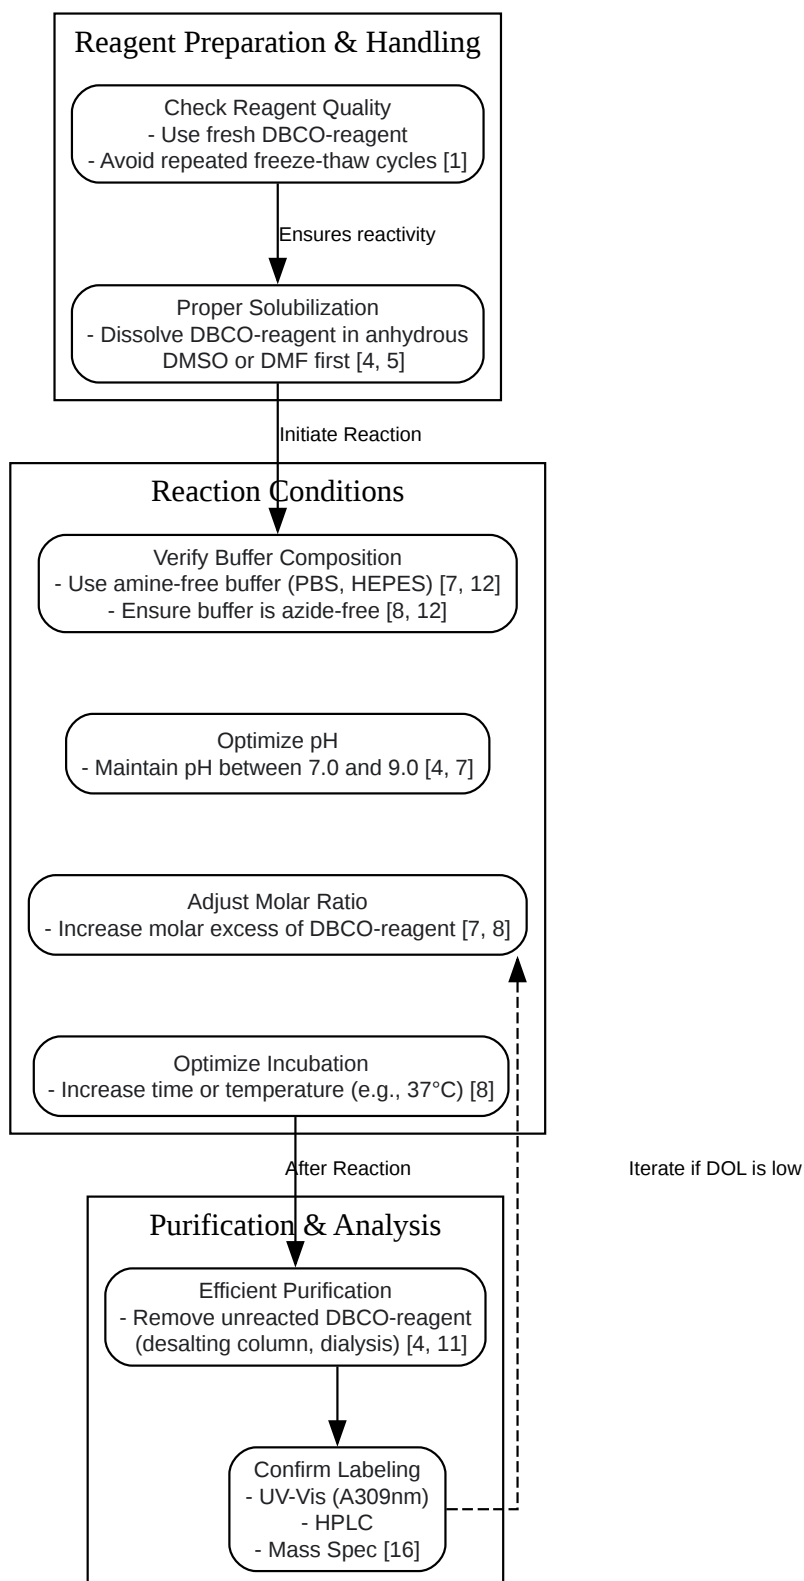 Reagent Preparation & Handling
Check Reagent Quality
- Use fresh DBCO-reagent
- Avoid repeated freeze-thaw cycles [1]
Ensures reactivity
Proper Solubilization
- Dissolve DBCO-reagent in anhydrous
DMSO or DMF first [4, 5]
Initiate Reaction
Reaction Conditions
Verify Buffer Composition
- Use amine-free buffer (PBS, HEPES) [7, 12]
- Ensure buffer is azide-free [8, 12]
Optimize pH
- Maintain pH between 7.0 and 9.0 [4, 7]
Adjust Molar Ratio
- Increase molar excess of DBCO-reagent [7, 8]
Optimize Incubation
- Increase time or temperature (e.g., 37°C) [8]
After Reaction
Iterate if DOL is low
Purification & Analysis
Efficient Purification
- Remove unreacted DBCO-reagent
(desalting column, dialysis) [4, 11]
Confirm Labeling
- UV-Vis (A309nm)
- HPLC
- Mass Spec [16]